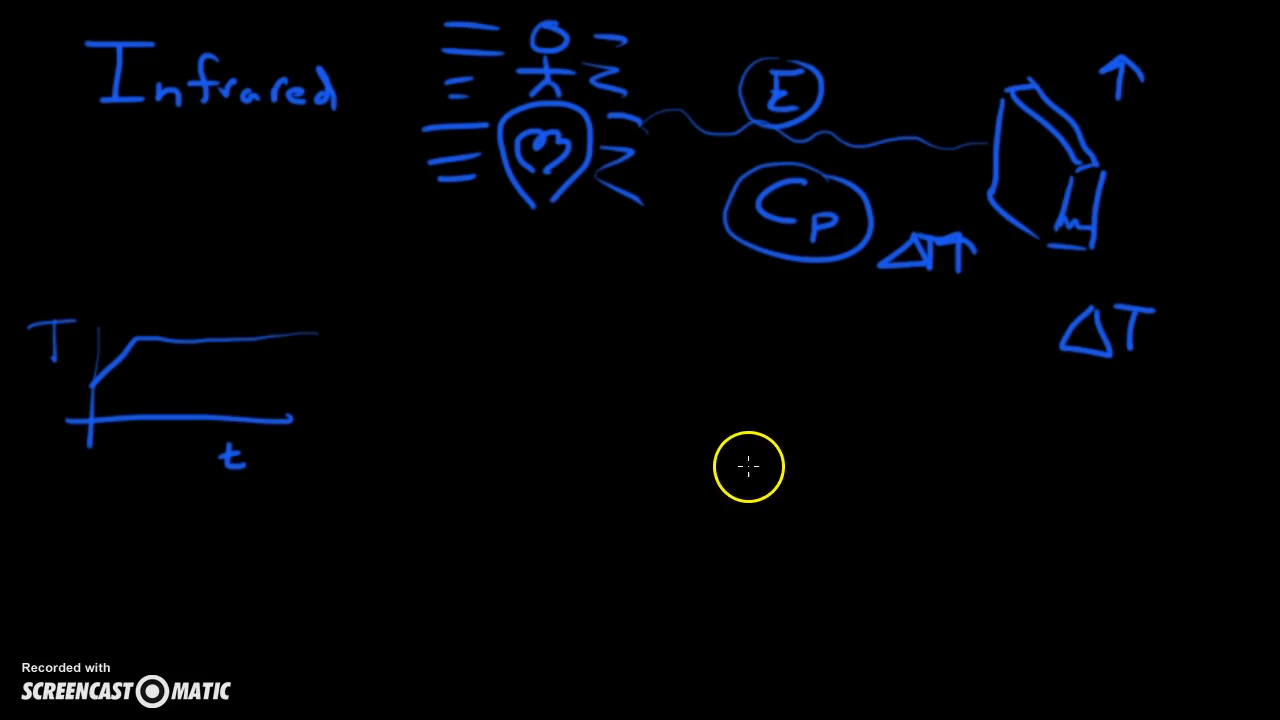 Infrared
E
Cp
ΔT
ΔT
T
t
Recorded with
SCREENCAST-O-MATIC